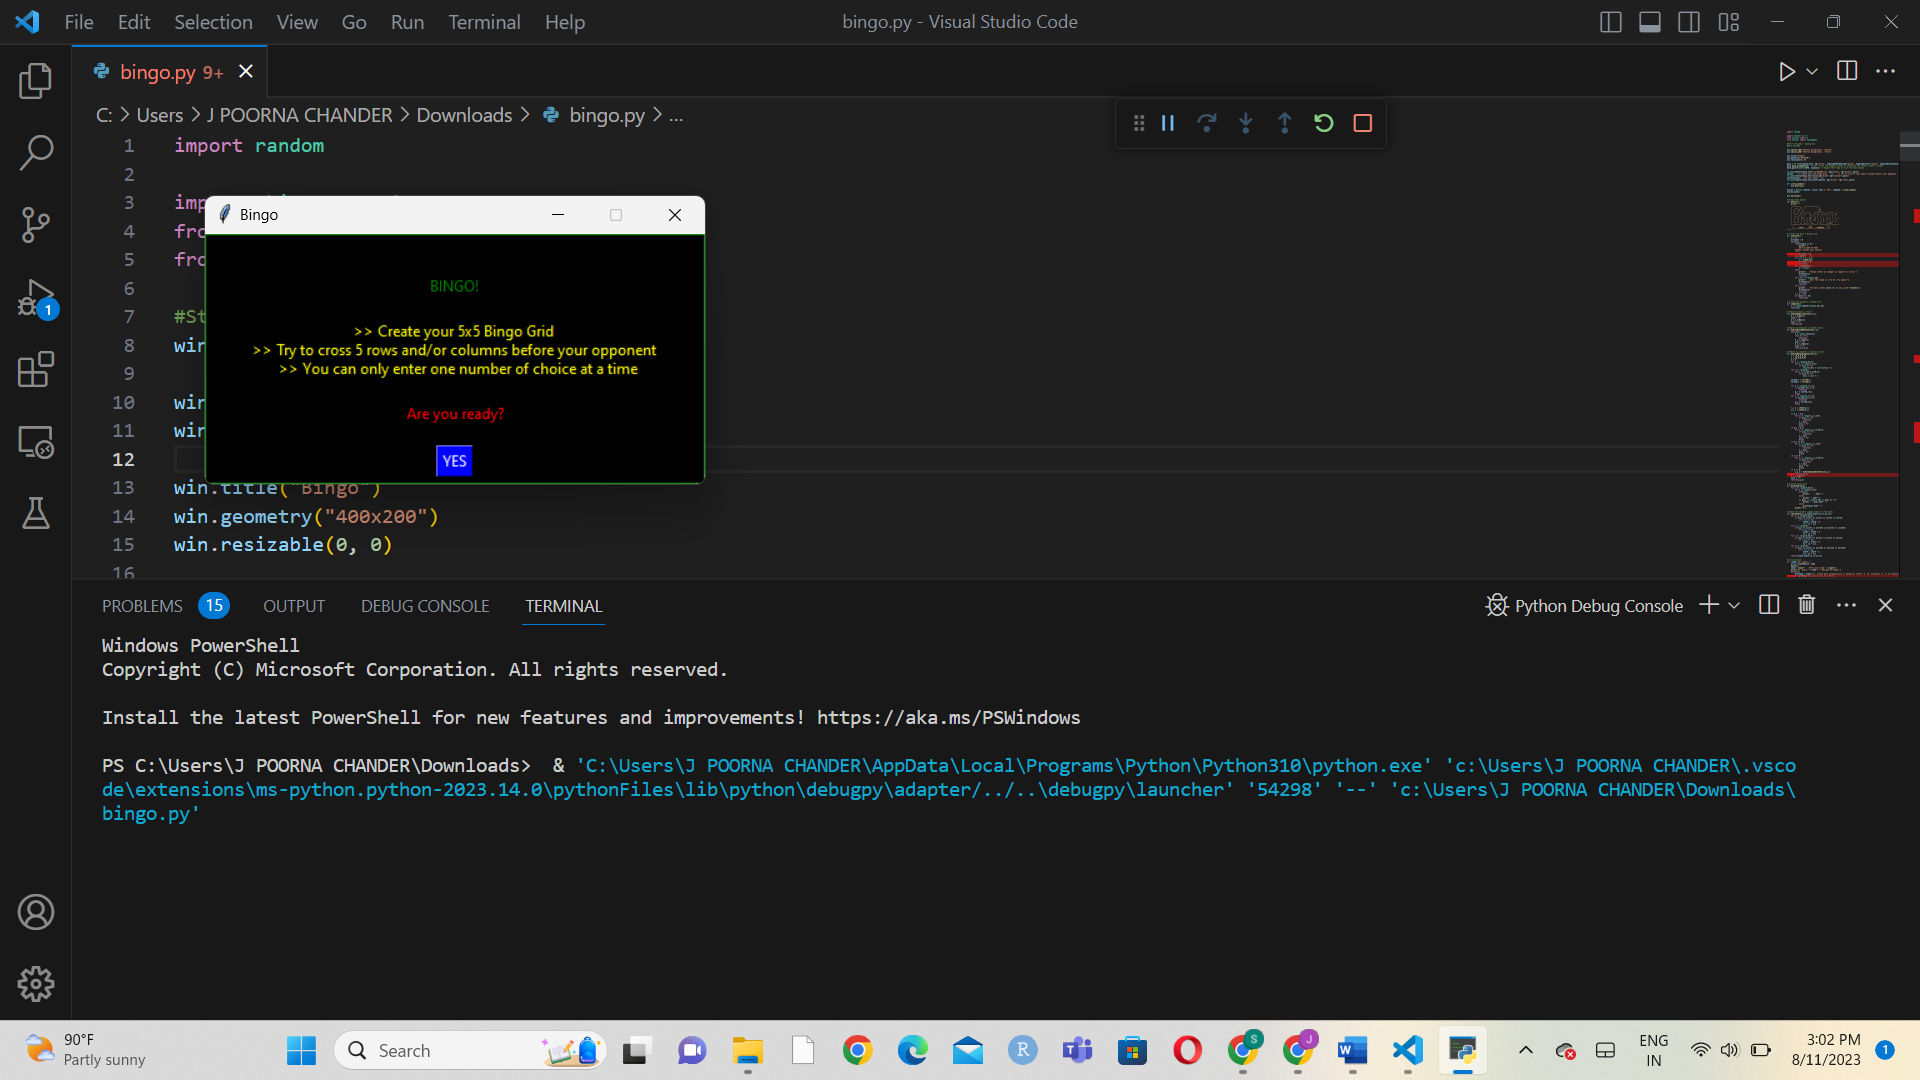 File Edit Selection View Go Run Terminal Help
bingo.py - Visual Studio Code
bingo.py 9+
C: > Users > J POORNA CHANDER > Downloads > bingo.py > ...
1 import random
2
3
4
5
6
7
8
9
10 win
11 win
12
13 win.title("Bingo")
14 win.geometry("400x200")
15 win.resizable(0, 0)
16
Bingo
BINGO!
>> Create your 5x5 Bingo Grid
>> Try to cross 5 rows and/or columns before your opponent
>> You can only enter one number of choice at a time
Are you ready?
YES
1
PROBLEMS 15 OUTPUT DEBUG CONSOLE TERMINAL
Python Debug Console
Windows PowerShell
Copyright (C) Microsoft Corporation. All rights reserved.
Install the latest PowerShell for new features and improvements! https://aka.ms/PSWindows
PS C:\Users\J POORNA CHANDER\Downloads>  & 'C:\Users\J POORNA CHANDER\AppData\Local\Programs\Python\Python310\python.exe' 'c:\Users\J POORNA CHANDER\.vsco
de\extensions\ms-python.python-2023.14.0\pythonFiles\lib\python\debugpy\adapter/../..\debugpy\launcher' '54298' '--' 'c:\Users\J POORNA CHANDER\Downloads\
bingo.py'
90°F
Partly sunny
Search
ENG
IN
3:02 PM
8/11/2023
1